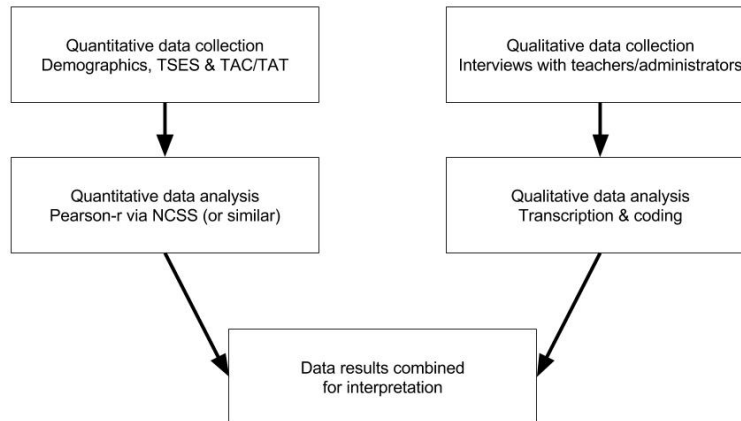 Quantitative data collection
Demographics, TSES & TAC/TAT
Qualitative data collection
Interviews with teachers/administrators
Quantitative data analysis
Pearson-r via NCSS (or similar)
Qualitative data analysis
Transcription & coding
Data results combined
for interpretation